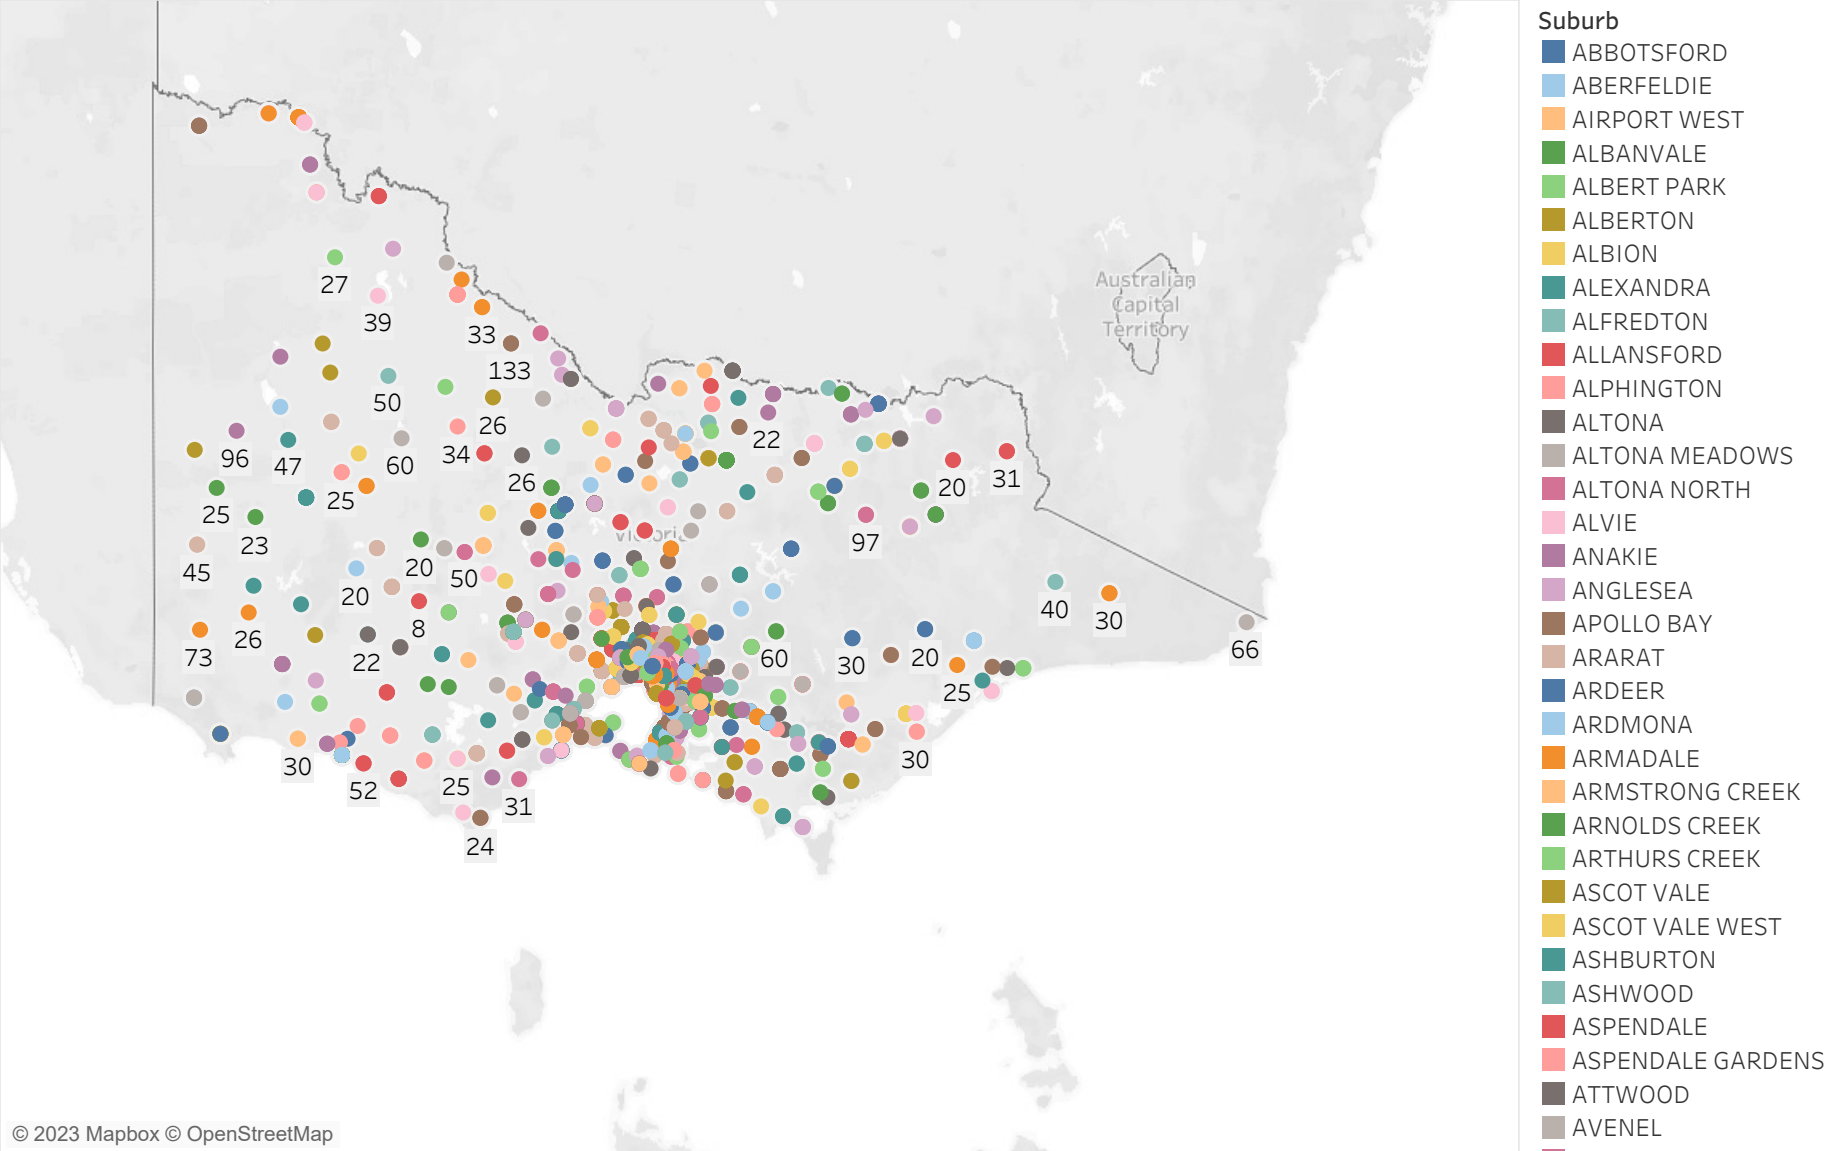 Suburb
ABBOTSFORD
ABERFELDIE
AIRPORT WEST
ALBANVALE
ALBERT PARK
ALBERTON
ALBION
ALEXANDRA
ALFREDTON
ALLANSFORD
ALPHINGTON
ALTONA
ALTONA MEADOWS
ALTONA NORTH
ALVIE
ANAKIE
ANGLESEA
APOLLO BAY
ARARAT
ARDEER
ARDMONA
ARMADALE
ARMSTRONG CREEK
ARNOLDS CREEK
ARTHURS CREEK
ASCOT VALE
ASCOT VALE WEST
ASHBURTON
ASHWOOD
ASPENDALE
ASPENDALE GARDENS
ATTWOOD
AVENEL
Australian
Capital
Territory
27
39
33
133
50
26
22
96
47
60
34
25
26
20
31
25
23
97
45
20
50
20
40
30
8
26
73
22
60
30
20
66
25
30
30
25
52
31
24
Victoria
© 2023 Mapbox © OpenStreetMap